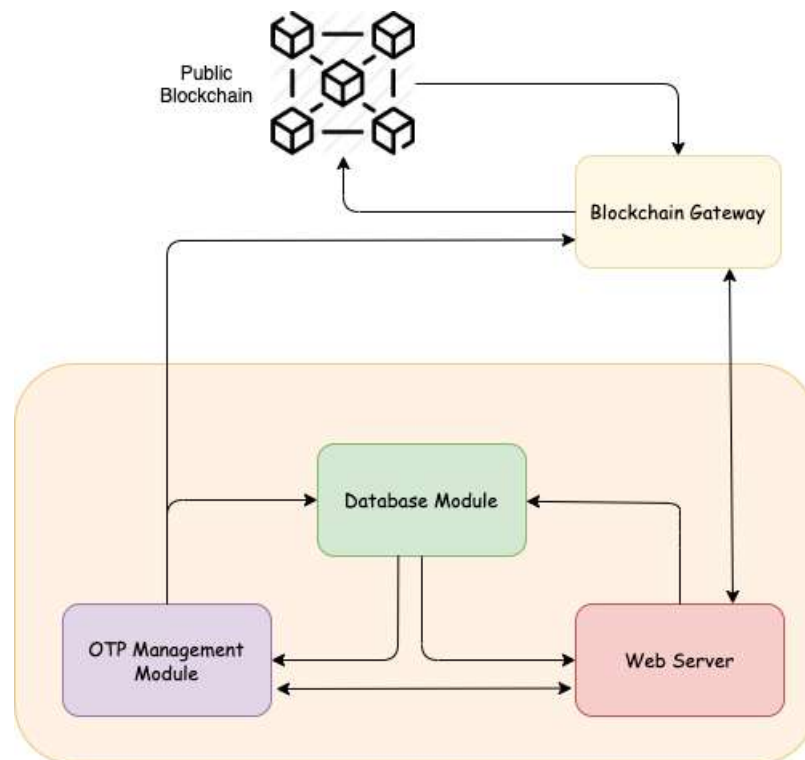 Public
Blockchain
Blockchain Gateway
Database Module
OTP Management
Module
Web Server